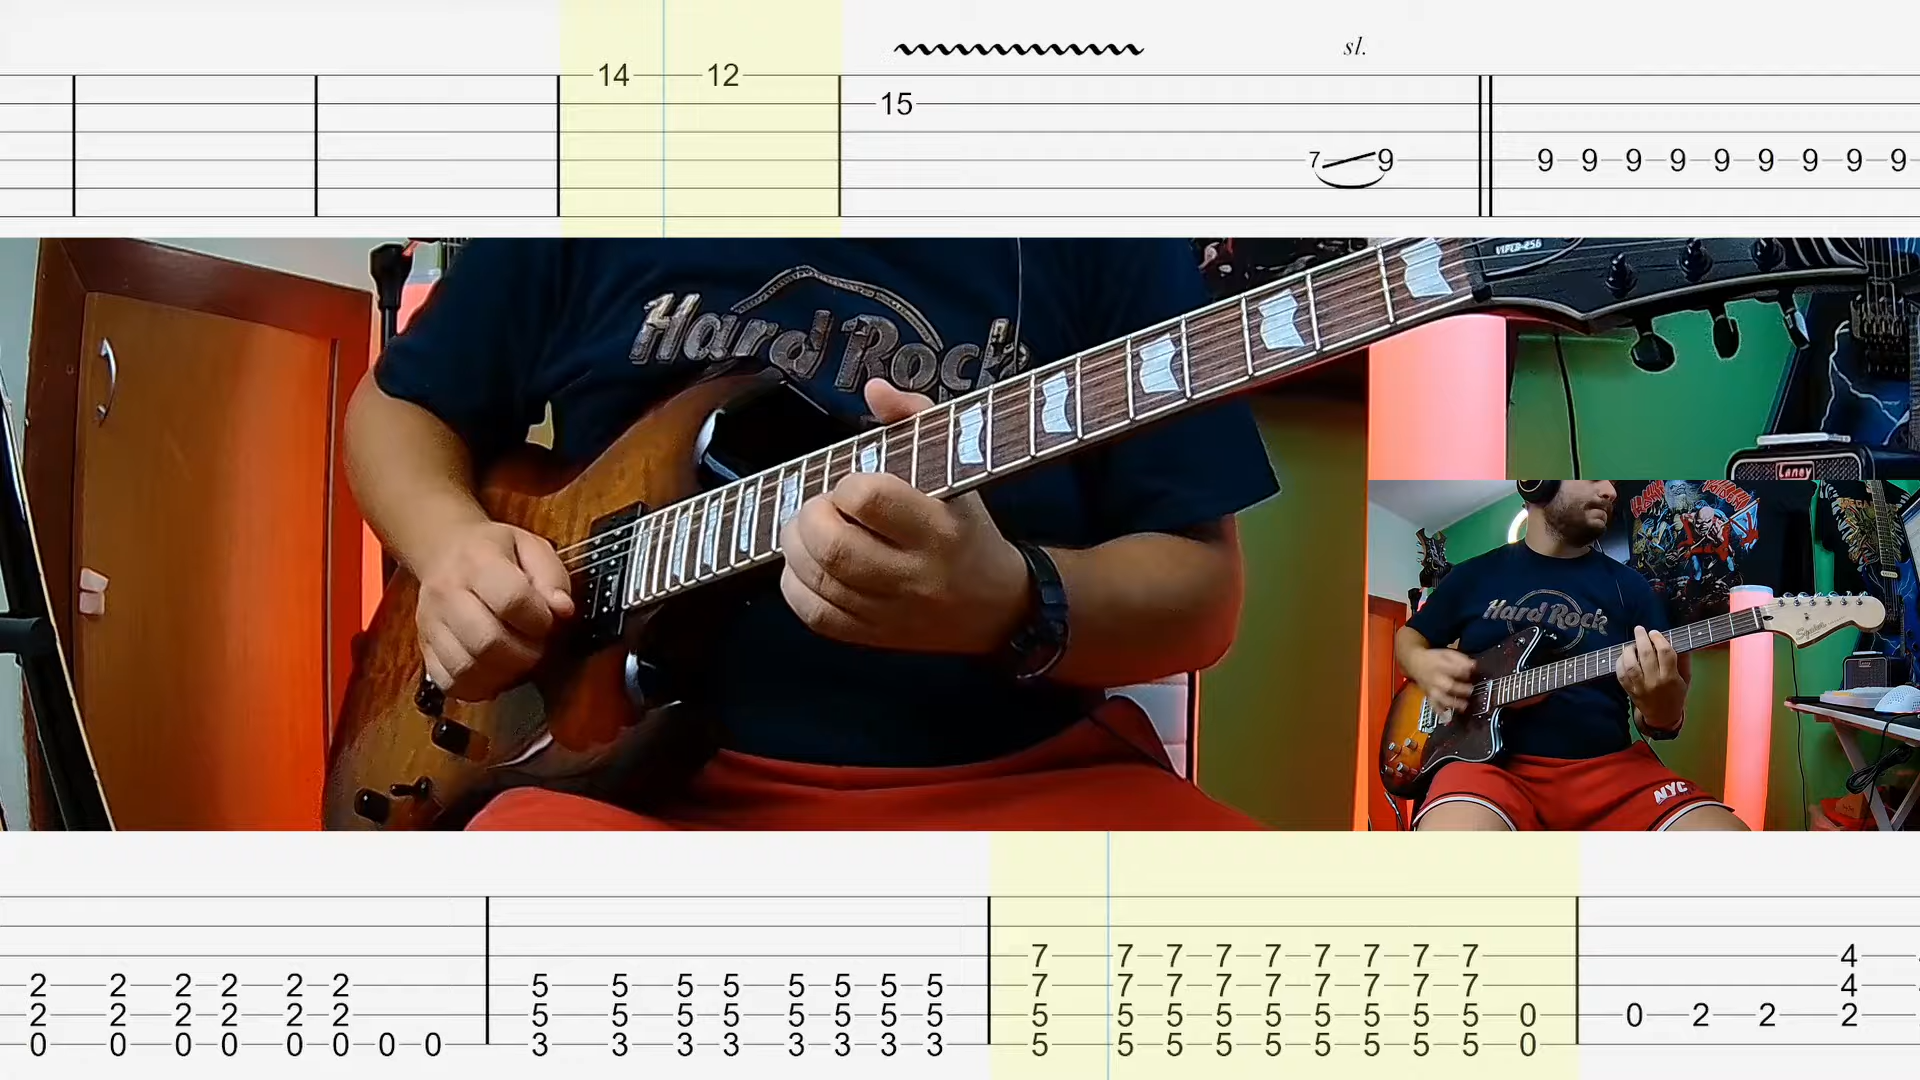 sl.
14 12
15
7 9 9 9 9 9 9 9 9 9 9
VIPER-256
Hard Rock
Laney
Hard Rock
Squier
NYC
7 7 7 7 7 7 7 7 7 4
2 2 2 2 2 2 5 5 5 5 5 5 5 5 7 7 7 7 7 7 7 7 7 4
2 2 2 2 2 2 5 5 5 5 5 5 5 5 5 5 5 5 5 5 5 5 5 0 0 2 2 2
0 0 0 0 0 0 0 0 3 3 3 3 3 3 3 3 5 5 5 5 5 5 5 5 5 0